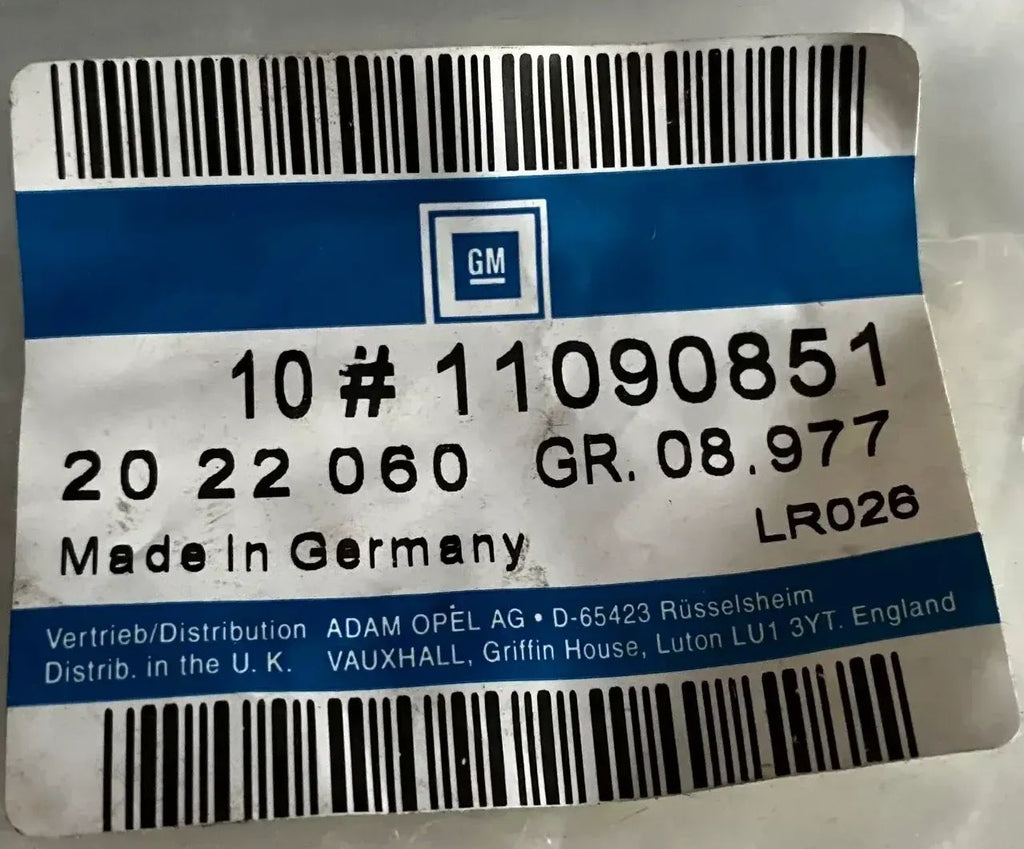 GM
10 # 11090851
20 22 060 GR. 08.977
Made In Germany LR026
Vertrieb/Distribution ADAM OPEL AG • D-65423 Rüsselsheim
Distrib. in the U. K. VAUXHALL, Griffin House, Luton LU1 3YT. England